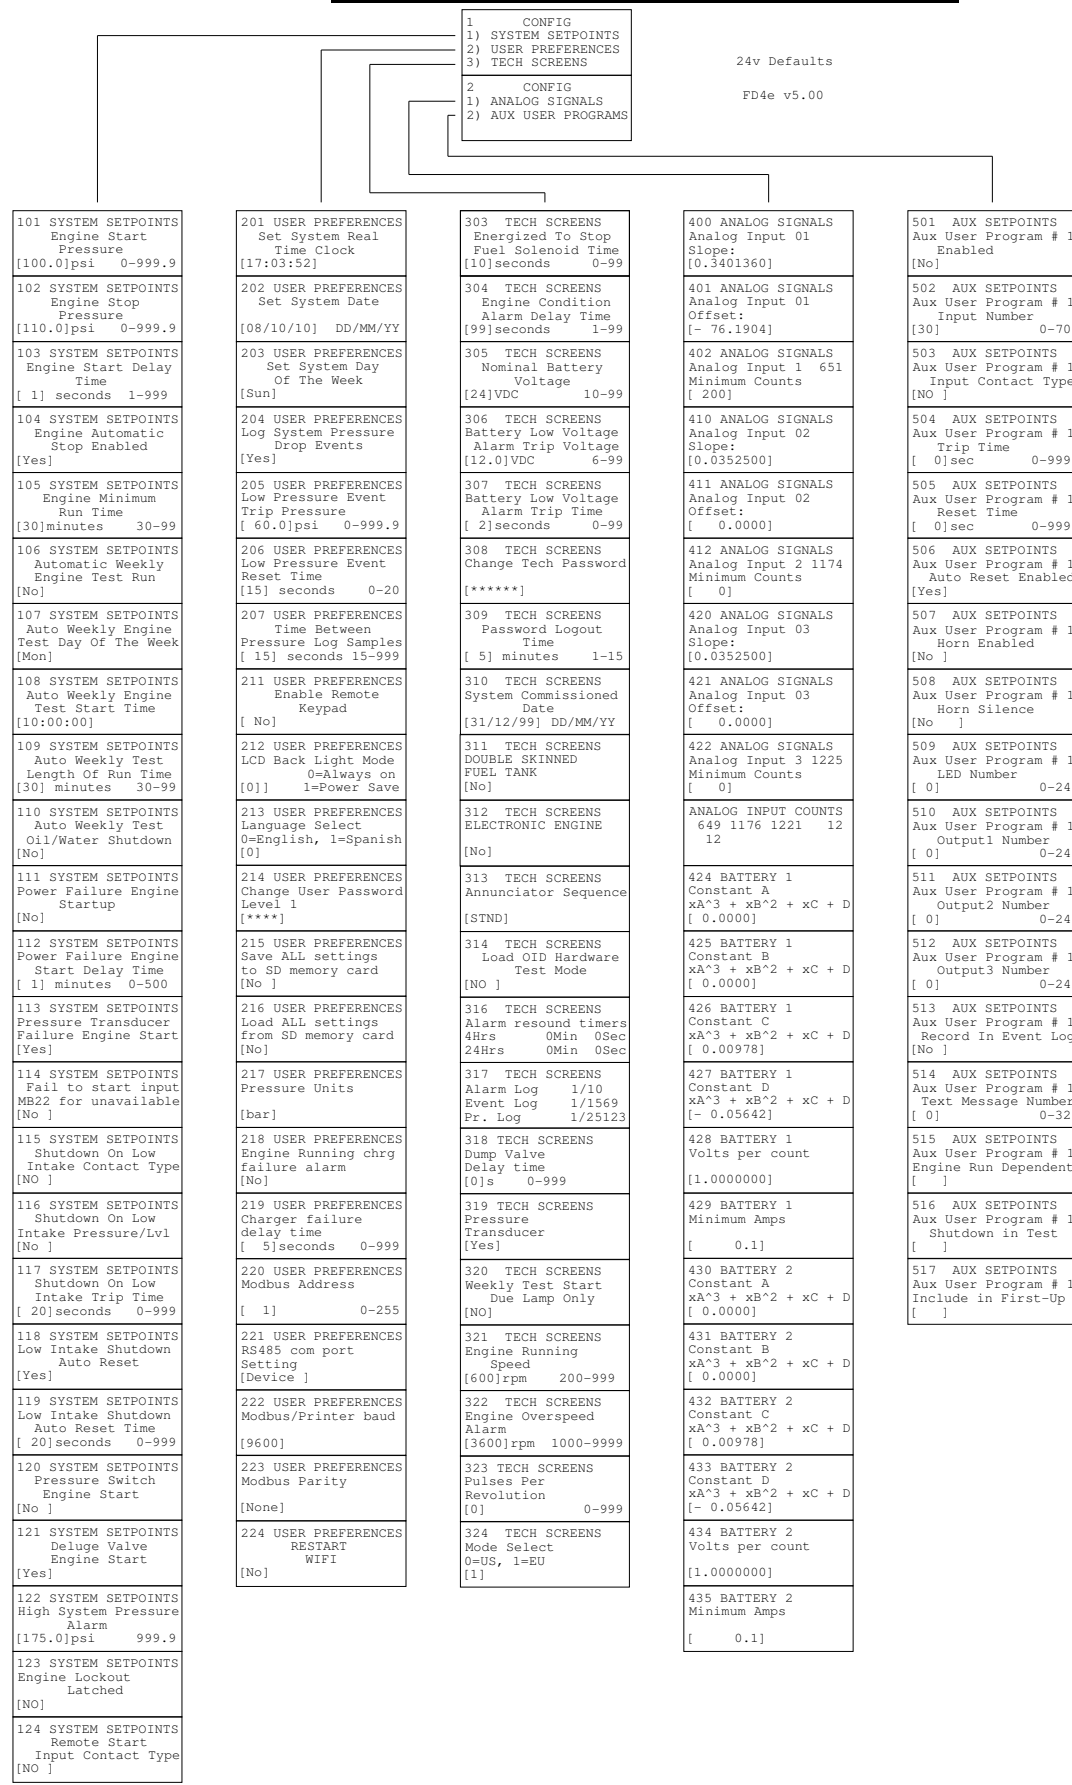 1 CONFIG
1) SYSTEM SETPOINTS
2) USER PREFERENCES
3) TECH SCREENS
2 CONFIG
1) ANALOG SIGNALS
2) AUX USER PROGRAMS
24v Defaults
FD4e v5.00
101 SYSTEM SETPOINTS
Engine Start
Pressure
[100.0]psi 0-999.9
102 SYSTEM SETPOINTS
Engine Stop
Pressure
[110.0]psi 0-999.9
103 SYSTEM SETPOINTS
Engine Start Delay
Time
[ 1] seconds 1-999
104 SYSTEM SETPOINTS
Engine Automatic
Stop Enabled
[Yes]
105 SYSTEM SETPOINTS
Engine Minimum
Run Time
[30]minutes 30-99
106 SYSTEM SETPOINTS
Automatic Weekly
Engine Test Run
[No]
107 SYSTEM SETPOINTS
Auto Weekly Engine
Test Day Of The Week
[Mon]
108 SYSTEM SETPOINTS
Auto Weekly Engine
Test Start Time
[10:00:00]
109 SYSTEM SETPOINTS
Auto Weekly Test
Length Of Run Time
[30] minutes 30-99
110 SYSTEM SETPOINTS
Auto Weekly Test
Oil/Water Shutdown
[No]
111 SYSTEM SETPOINTS
Power Failure Engine
Startup
[No]
112 SYSTEM SETPOINTS
Power Failure Engine
Start Delay Time
[ 1] minutes 0-500
113 SYSTEM SETPOINTS
Pressure Transducer
Failure Engine Start
[Yes]
114 SYSTEM SETPOINTS
Fail to start input
MB22 for unavailable
[No ]
115 SYSTEM SETPOINTS
Shutdown On Low
Intake Contact Type
[NO ]
116 SYSTEM SETPOINTS
Shutdown On Low
Intake Pressure/Lvl
[No ]
117 SYSTEM SETPOINTS
Shutdown On Low
Intake Trip Time
[ 20]seconds 0-999
118 SYSTEM SETPOINTS
Low Intake Shutdown
Auto Reset
[Yes]
119 SYSTEM SETPOINTS
Low Intake Shutdown
Auto Reset Time
[ 20]seconds 0-999
120 SYSTEM SETPOINTS
Pressure Switch
Engine Start
[No ]
121 SYSTEM SETPOINTS
Deluge Valve
Engine Start
[Yes]
122 SYSTEM SETPOINTS
High System Pressure
Alarm
[175.0]psi 999.9
123 SYSTEM SETPOINTS
Engine Lockout
Latched
[NO]
124 SYSTEM SETPOINTS
Remote Start
Input Contact Type
[NO ]
201 USER PREFERENCES
Set System Real
Time Clock
[17:03:52]
202 USER PREFERENCES
Set System Date
[08/10/10] DD/MM/YY
203 USER PREFERENCES
Set System Day
Of The Week
[Sun]
204 USER PREFERENCES
Log System Pressure
Drop Events
[Yes]
205 USER PREFERENCES
Low Pressure Event
Trip Pressure
[ 60.0]psi 0-999.9
206 USER PREFERENCES
Low Pressure Event
Reset Time
[15] seconds 0-20
207 USER PREFERENCES
Time Between
Pressure Log Samples
[ 15] seconds 15-999
211 USER PREFERENCES
Enable Remote
Keypad
[ No]
212 USER PREFERENCES
LCD Back Light Mode
0=Always on
[0]] 1=Power Save
213 USER PREFERENCES
Language Select
0=English, 1=Spanish
[0]
214 USER PREFERENCES
Change User Password
Level 1
[****]
215 USER PREFERENCES
Save ALL settings
to SD memory card
[No ]
216 USER PREFERENCES
Load ALL settings
from SD memory card
[No]
217 USER PREFERENCES
Pressure Units
[bar]
218 USER PREFERENCES
Engine Running chrg
failure alarm
[No]
219 USER PREFERENCES
Charger failure
delay time
[ 5]seconds 0-999
220 USER PREFERENCES
Modbus Address
[ 1] 0-255
221 USER PREFERENCES
RS485 com port
Setting
[Device ]
222 USER PREFERENCES
Modbus/Printer baud
[9600]
223 USER PREFERENCES
Modbus Parity
[None]
224 USER PREFERENCES
RESTART
WIFI
[No]
303 TECH SCREENS
Energized To Stop
Fuel Solenoid Time
[10]seconds 0-99
304 TECH SCREENS
Engine Condition
Alarm Delay Time
[99]seconds 1-99
305 TECH SCREENS
Nominal Battery
Voltage
[24]VDC 10-99
306 TECH SCREENS
Battery Low Voltage
Alarm Trip Voltage
[12.0]VDC 6-99
307 TECH SCREENS
Battery Low Voltage
Alarm Trip Time
[ 2]seconds 0-99
308 TECH SCREENS
Change Tech Password
[******]
309 TECH SCREENS
Password Logout
Time
[ 5] minutes 1-15
310 TECH SCREENS
System Commissioned
Date
[31/12/99] DD/MM/YY
311 TECH SCREENS
DOUBLE SKINNED
FUEL TANK
[No]
312 TECH SCREENS
ELECTRONIC ENGINE
[No]
313 TECH SCREENS
Annunciator Sequence
[STND]
314 TECH SCREENS
Load OID Hardware
Test Mode
[NO ]
316 TECH SCREENS
Alarm resound timers
4Hrs 0Min 0Sec
24Hrs 0Min 0Sec
317 TECH SCREENS
Alarm Log 1/10
Event Log 1/1569
Pr. Log 1/25123
318 TECH SCREENS
Dump Valve
Delay time
[0]s 0-999
319 TECH SCREENS
Pressure
Transducer
[Yes]
320 TECH SCREENS
Weekly Test Start
Due Lamp Only
[NO]
321 TECH SCREENS
Engine Running
Speed
[600]rpm 200-999
322 TECH SCREENS
Engine Overspeed
Alarm
[3600]rpm 1000-9999
323 TECH SCREENS
Pulses Per
Revolution
[0] 0-999
324 TECH SCREENS
Mode Select
0=US, 1=EU
[1]
400 ANALOG SIGNALS
Analog Input 01
Slope:
[0.3401360]
401 ANALOG SIGNALS
Analog Input 01
Offset:
[- 76.1904]
402 ANALOG SIGNALS
Analog Input 1 651
Minimum Counts
[ 200]
410 ANALOG SIGNALS
Analog Input 02
Slope:
[0.0352500]
411 ANALOG SIGNALS
Analog Input 02
Offset:
[ 0.0000]
412 ANALOG SIGNALS
Analog Input 2 1174
Minimum Counts
[ 0]
420 ANALOG SIGNALS
Analog Input 03
Slope:
[0.0352500]
421 ANALOG SIGNALS
Analog Input 03
Offset:
[ 0.0000]
422 ANALOG SIGNALS
Analog Input 3 1225
Minimum Counts
[ 0]
ANALOG INPUT COUNTS
649 1176 1221 12
12
424 BATTERY 1
Constant A
xA^3 + xB^2 + xC + D
[ 0.0000]
425 BATTERY 1
Constant B
xA^3 + xB^2 + xC + D
[ 0.0000]
426 BATTERY 1
Constant C
xA^3 + xB^2 + xC + D
[ 0.00978]
427 BATTERY 1
Constant D
xA^3 + xB^2 + xC + D
[- 0.05642]
428 BATTERY 1
Volts per count
[1.0000000]
429 BATTERY 1
Minimum Amps
[ 0.1]
430 BATTERY 2
Constant A
xA^3 + xB^2 + xC + D
[ 0.0000]
431 BATTERY 2
Constant B
xA^3 + xB^2 + xC + D
[ 0.0000]
432 BATTERY 2
Constant C
xA^3 + xB^2 + xC + D
[ 0.00978]
433 BATTERY 2
Constant D
xA^3 + xB^2 + xC + D
[- 0.05642]
434 BATTERY 2
Volts per count
[1.0000000]
435 BATTERY 2
Minimum Amps
[ 0.1]
501 AUX SETPOINTS
Aux User Program # 1
Enabled
[No]
502 AUX SETPOINTS
Aux User Program # 1
Input Number
[30] 0-70
503 AUX SETPOINTS
Aux User Program # 1
Input Contact Type
[NO ]
504 AUX SETPOINTS
Aux User Program # 1
Trip Time
[ 0]sec 0-999
505 AUX SETPOINTS
Aux User Program # 1
Reset Time
[ 0]sec 0-999
506 AUX SETPOINTS
Aux User Program # 1
Auto Reset Enabled
[Yes]
507 AUX SETPOINTS
Aux User Program # 1
Horn Enabled
[No ]
508 AUX SETPOINTS
Aux User Program # 1
Horn Silence
[No ]
509 AUX SETPOINTS
Aux User Program # 1
LED Number
[ 0] 0-24
510 AUX SETPOINTS
Aux User Program # 1
Output1 Number
[ 0] 0-24
511 AUX SETPOINTS
Aux User Program # 1
Output2 Number
[ 0] 0-24
512 AUX SETPOINTS
Aux User Program # 1
Output3 Number
[ 0] 0-24
513 AUX SETPOINTS
Aux User Program # 1
Record In Event Log
[No ]
514 AUX SETPOINTS
Aux User Program # 1
Text Message Number
[ 0] 0-32
515 AUX SETPOINTS
Aux User Program # 1
Engine Run Dependent
[ ]
516 AUX SETPOINTS
Aux User Program # 1
Shutdown in Test
[ ]
517 AUX SETPOINTS
Aux User Program # 1
Include in First-Up
[ ]